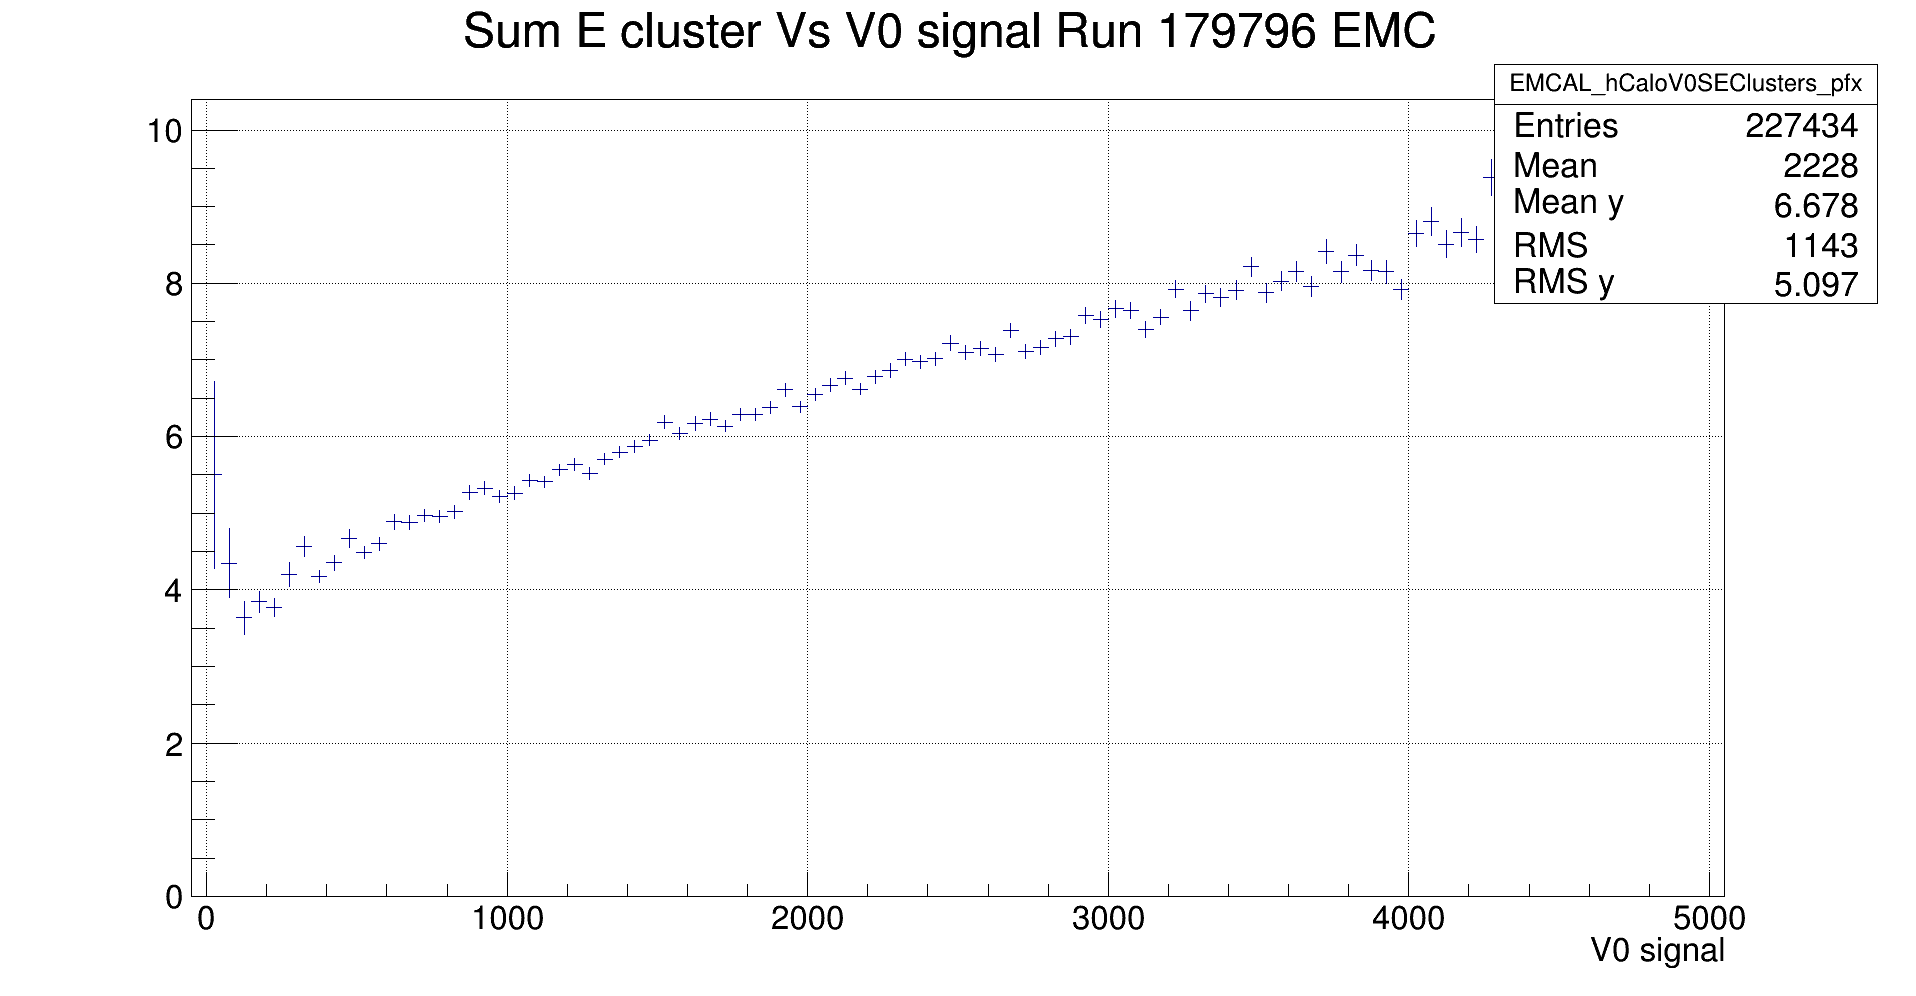 Sum E cluster Vs V0 signal Run 179796 EMC
EMCAL_hCaloV0SEClusters_pfx
Entries 227434
Mean 2228
Mean y 6.678
RMS 1143
RMS y 5.097
10
8
6
4
2
0
0 1000 2000 3000 4000 5000
V0 signal